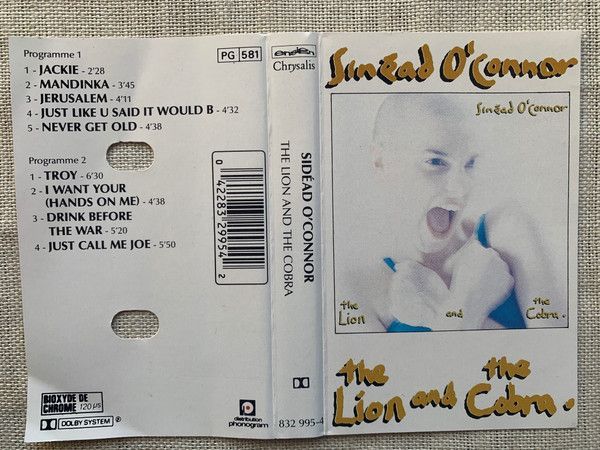 Programme 1
1 - JACKIE - 2'28
2 - MANDINKA - 3'45
3 - JERUSALEM - 4'11
4 - JUST LIKE U SAID IT WOULD B - 4'32
5 - NEVER GET OLD - 4'38
Programme 2
1 - TROY - 6'30
2 - I WANT YOUR
(HANDS ON ME) - 4'38
3 - DRINK BEFORE
THE WAR - 5'20
4 - JUST CALL ME JOE - 5'50
BIOXYDE DE
CHROME 120 µs
DOLBY SYSTEM ®
PG 581
0 42283 29954 2
distribution
phonogram
ensign
Chrysalis
SIDÉAD O'CONNOR
THE LION AND THE COBRA
832 995-4
Sinéad O'Connor
Sinéad O'Connor
the
Lion
and
the
Cobra.
the the
Lion and Cobra.